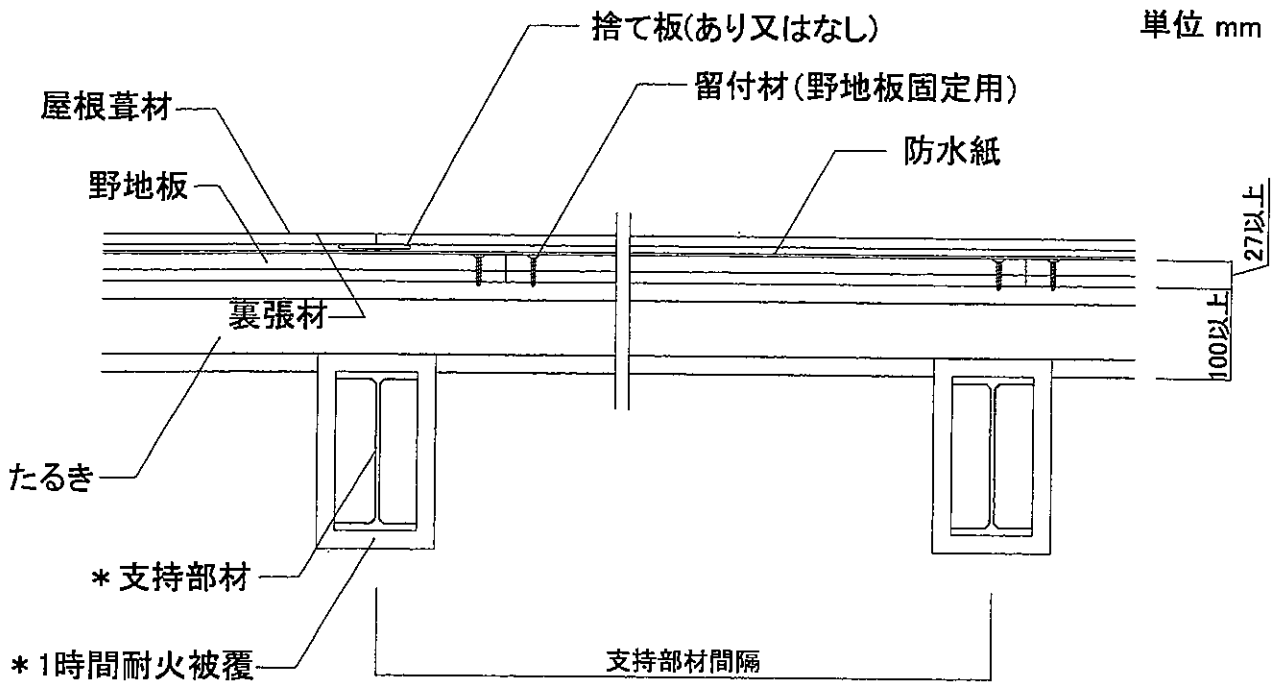 捨て板(あり又はなし)
単位 mm
留付材(野地板固定用)
屋根葺材
防水紙
野地板
27以上
裏張材
100以上
たるき
＊支持部材
＊1時間耐火被覆
支持部材間隔